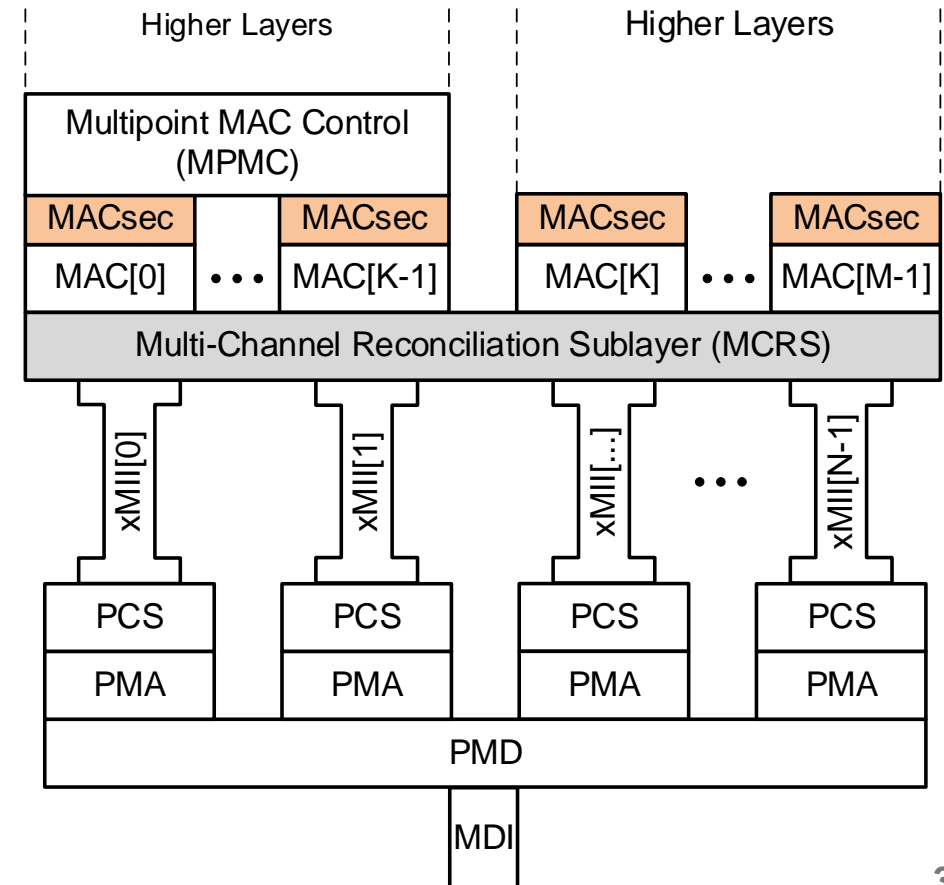 Higher Layers
Higher Layers
Multipoint MAC Control
(MPMC)
MACsec
MACsec
MACsec
MACsec
MAC[0]
•••
MAC[K-1]
MAC[K]
•••
MAC[M-1]
Multi-Channel Reconciliation Sublayer (MCRS)
xMII[0]
xMII[1]
xMII[...]
•••
xMII[N-1]
PCS
PCS
PCS
PCS
PMA
PMA
PMA
PMA
PMD
MDI